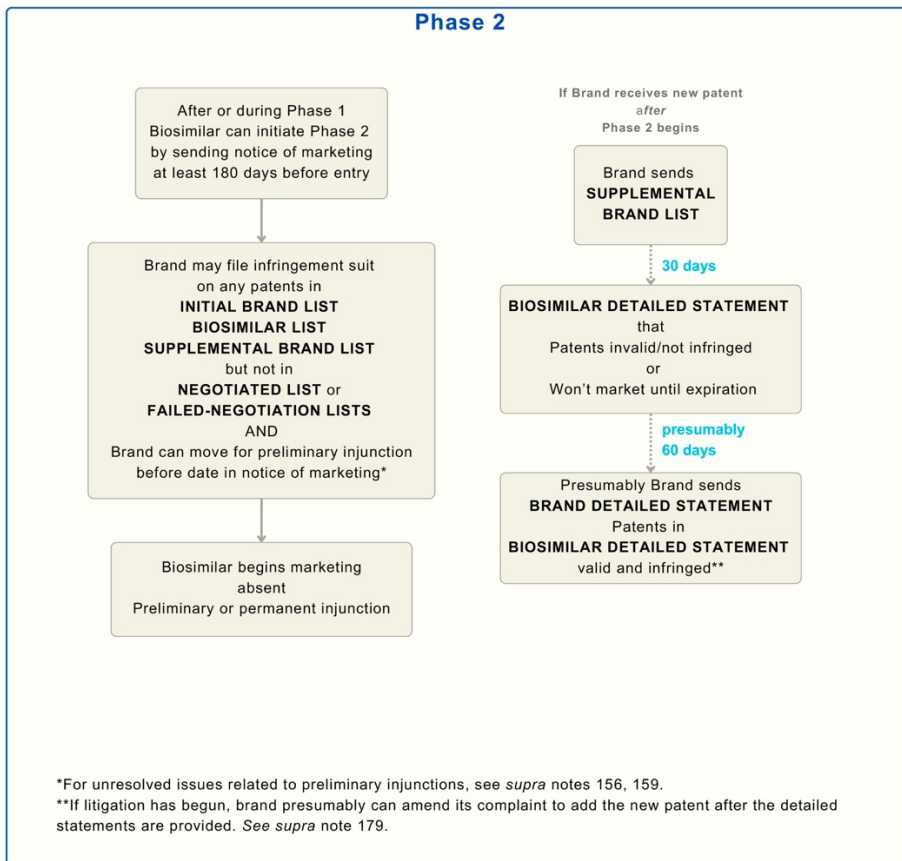 Phase 2
After or during Phase 1
Biosimilar can initiate Phase 2
by sending notice of marketing
at least 180 days before entry
Brand may file infringement suit
on any patents in
INITIAL BRAND LIST
BIOSIMILAR LIST
SUPPLEMENTAL BRAND LIST
but not in
NEGOTIATED LIST or
FAILED-NEGOTIATION LISTS
AND
Brand can move for preliminary injunction
before date in notice of marketing*
Biosimilar begins marketing
absent
Preliminary or permanent injunction
If Brand receives new patent
after
Phase 2 begins
Brand sends
SUPPLEMENTAL
BRAND LIST
30 days
BIOSIMILAR DETAILED STATEMENT
that
Patents invalid/not infringed
or
Won't market until expiration
presumably
60 days
Presumably Brand sends
BRAND DETAILED STATEMENT
Patents in
BIOSIMILAR DETAILED STATEMENT
valid and infringed**
*For unresolved issues related to preliminary injunctions, see supra notes 156, 159.
**If litigation has begun, brand presumably can amend its complaint to add the new patent after the detailed
statements are provided. See supra note 179.